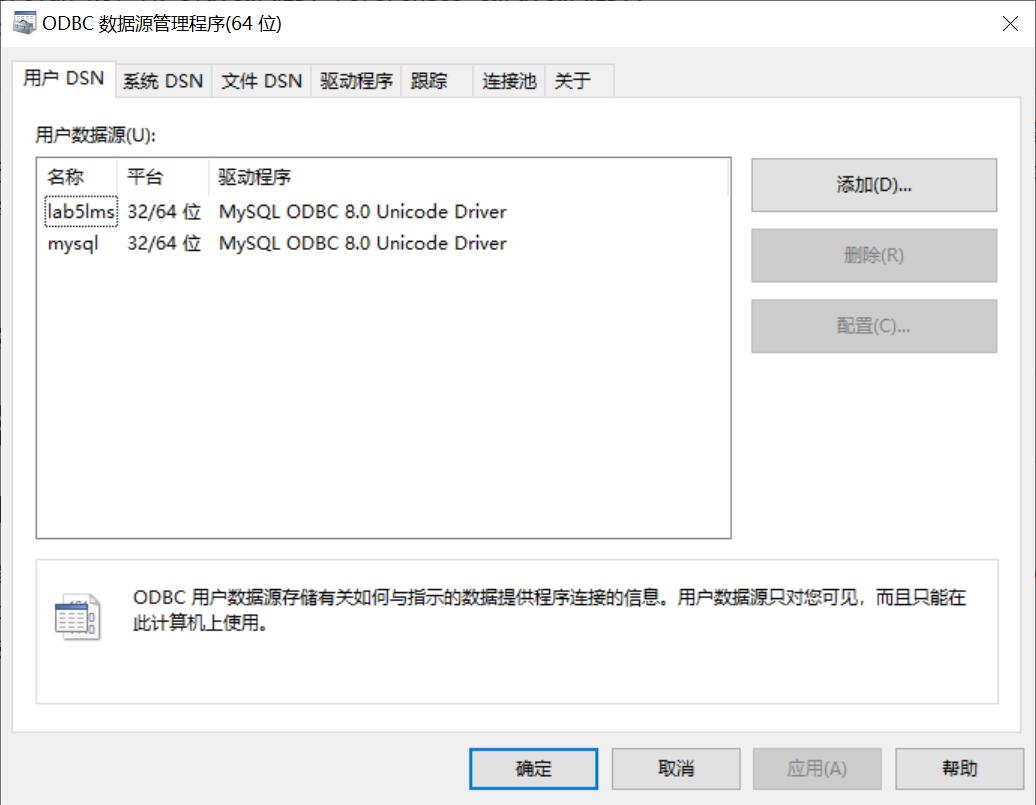 ODBC 数据源管理程序(64 位)
用户 DSN 系统 DSN 文件 DSN 驱动程序 跟踪 连接池 关于
用户数据源(U):
名称 平台 驱动程序
lab5lms 32/64 位 MySQL ODBC 8.0 Unicode Driver
mysql 32/64 位 MySQL ODBC 8.0 Unicode Driver
添加(D)...
删除(R)
配置(C)...
ODBC 用户数据源存储有关如何与指示的数据提供程序连接的信息。用户数据源只对您可见，而且只能在
此计算机上使用。
确定 取消 应用(A) 帮助